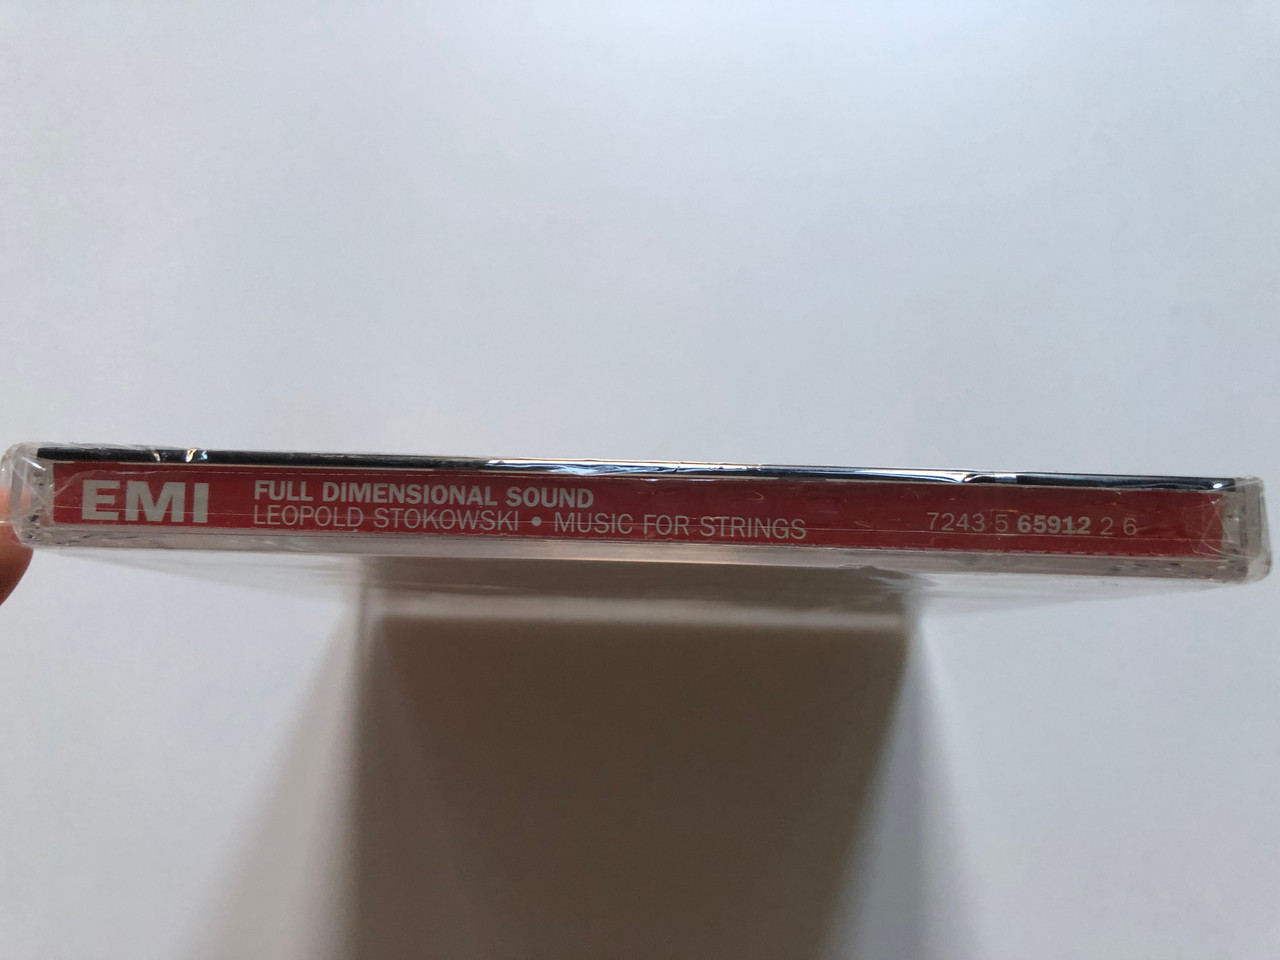 EMI
FULL DIMENSIONAL SOUND
LEOPOLD STOKOWSKI • MUSIC FOR STRINGS
7243 5 65912 2 6